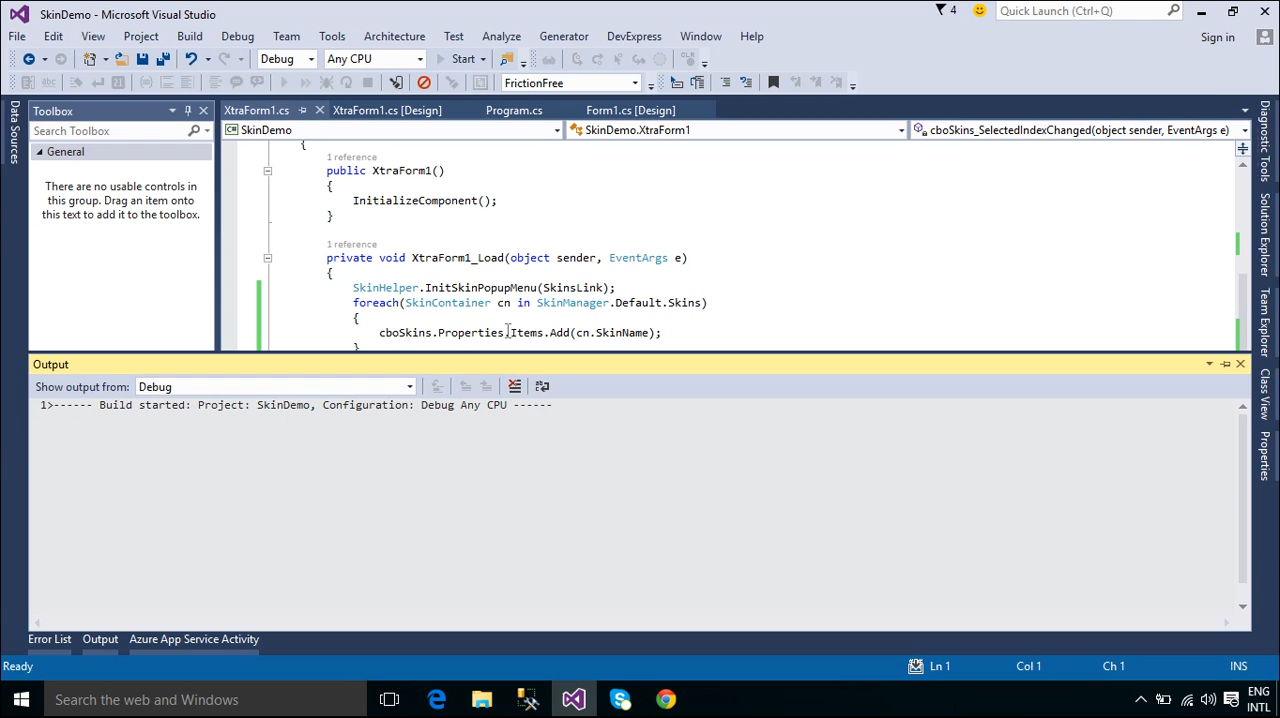 SkinDemo - Microsoft Visual Studio
4
Quick Launch (Ctrl+Q)
File Edit View Project Build Debug Team Tools Architecture Test Analyze Generator DevExpress Window Help
Sign in
Debug Any CPU Start
FrictionFree
Data Sources
Toolbox
Search Toolbox
General
There are no usable controls in
this group. Drag an item onto
this text to add it to the toolbox.
XtraForm1.cs XtraForm1.cs [Design] Program.cs Form1.cs [Design]
SkinDemo SkinDemo.XtraForm1 cboSkins_SelectedIndexChanged(object sender, EventArgs e)
{
1 reference
public XtraForm1()
{
InitializeComponent();
}
1 reference
private void XtraForm1_Load(object sender, EventArgs e)
{
SkinHelper.InitSkinPopupMenu(SkinsLink);
foreach(SkinContainer cn in SkinManager.Default.Skins)
{
cboSkins.Properties.Items.Add(cn.SkinName);
}
Diagnostic Tools
Solution Explorer
Team Explorer
Class View
Properties
Output
Show output from: Debug
1>------ Build started: Project: SkinDemo, Configuration: Debug Any CPU ------
Error List Output Azure App Service Activity
Ready Ln 1 Col 1 Ch 1 INS
Search the web and Windows
ENG
INTL